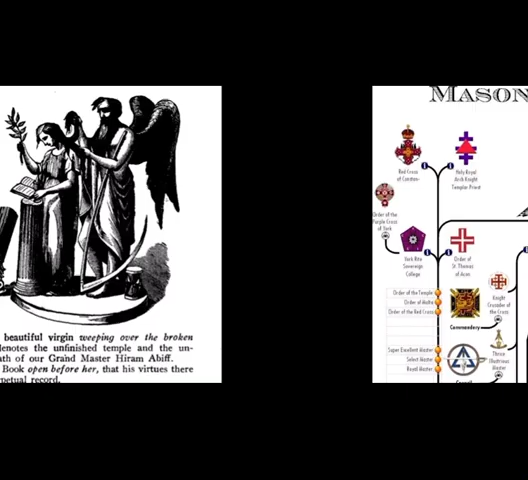 beautiful virgin weeping over the broken
denotes the unfinished temple and the un-
ath of our Grand Master Hiram Abiff.
Book open before her, that his virtues there
rpetual record.
MASON
Red Cross
of Constan-
Holy Royal
Arch Knight
Templar Priest
Order of the
Purple Cross
of York
York Rite
Sovereign
College
Order of
St. Thomas
of Acon
Order of the Temple
Order of Malta
Order of the Red Cross
Knight
Crusader of
the Cross
Commandery
Super Excellent Master
Select Master
Royal Master
Thrice
Illustrious
Master
Council